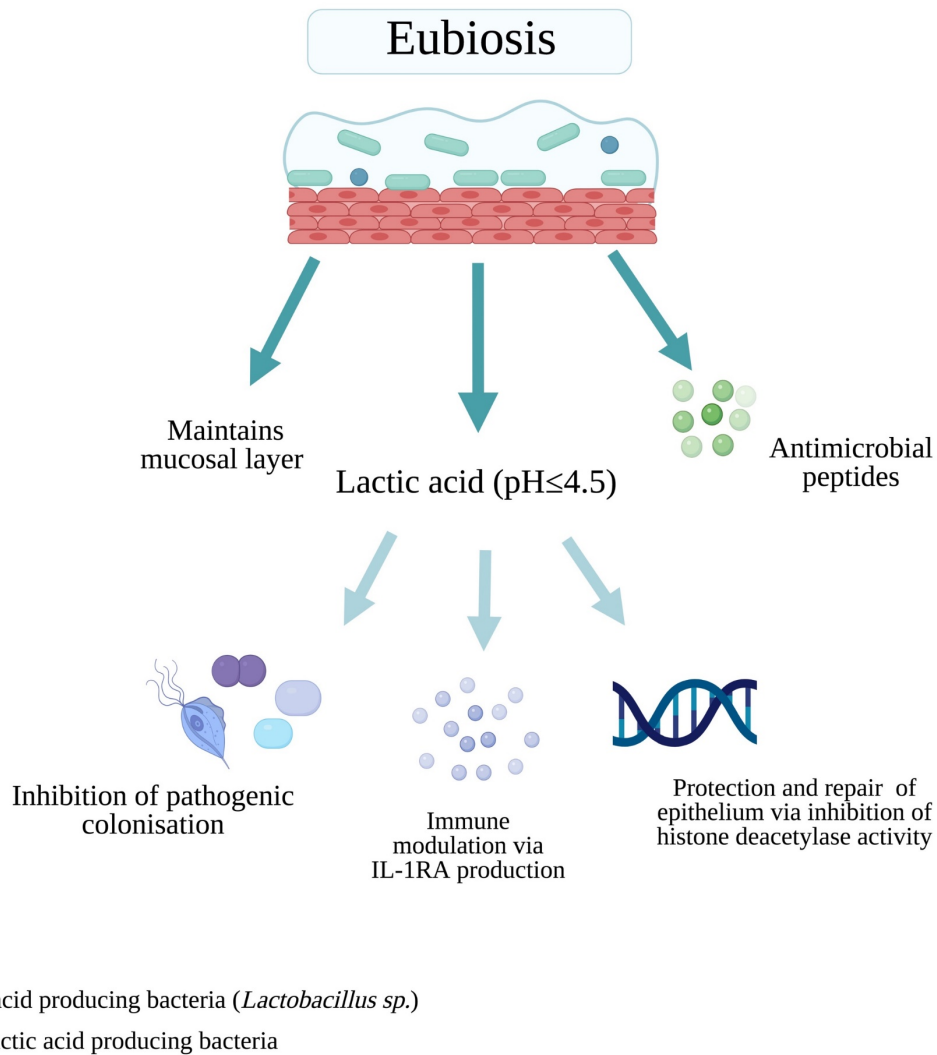 Eubiosis
Maintains
mucosal layer
Lactic acid (pH≤4.5)
Antimicrobial
peptides
Inhibition of pathogenic
colonisation
Immune
modulation via
IL-1RA production
Protection and repair of
epithelium via inhibition of
histone deacetylase activity
acid producing bacteria (Lactobacillus sp.)
ctic acid producing bacteria